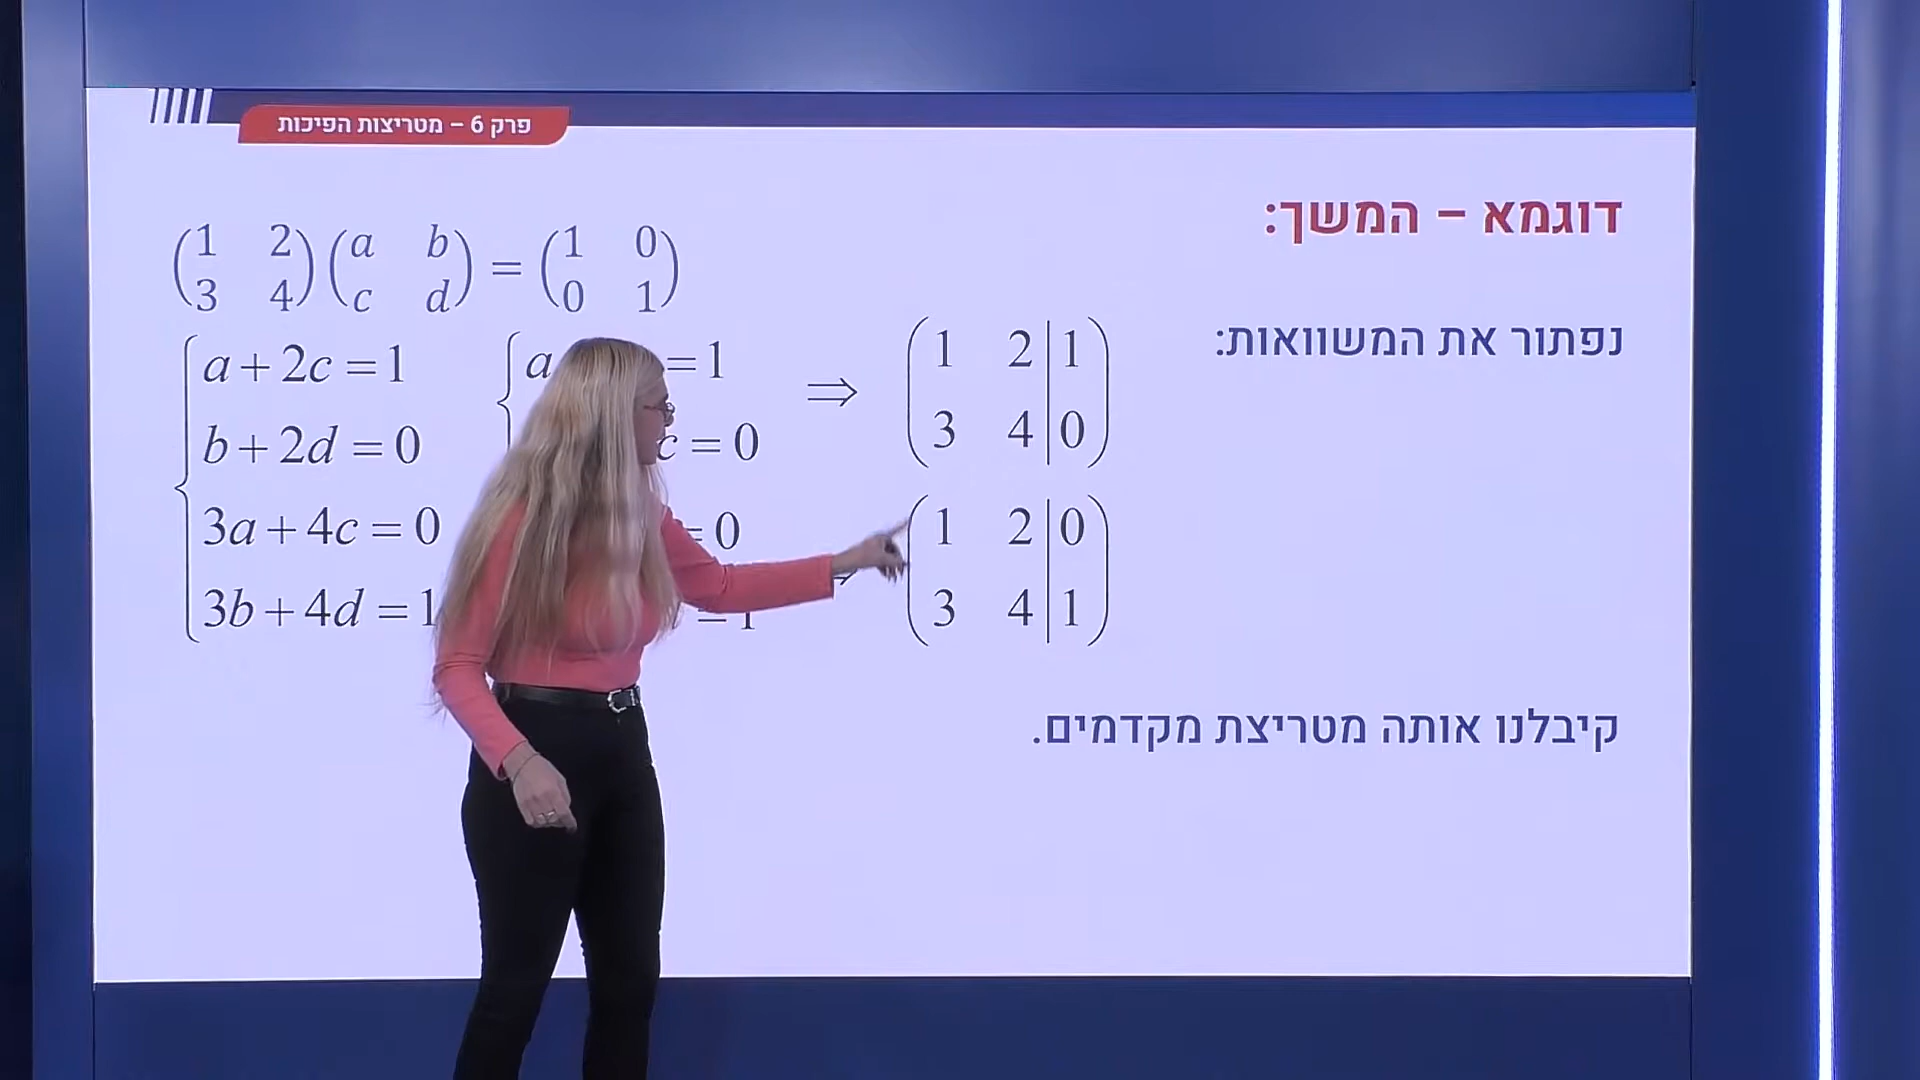 פרק 6 – מטריצות הפיכות
דוגמא – המשך:
(1 2; 3 4)(a b; c d) = (1 0; 0 1)
נפתור את המשוואות:
a + 2c = 1
b + 2d = 0
3a + 4c = 0
3b + 4d = 1
a = 1
c = 0
= 0
= 1
⇒ (1 2 | 1; 3 4 | 0)
(1 2 | 0; 3 4 | 1)
קיבלנו אותה מטריצת מקדמים.